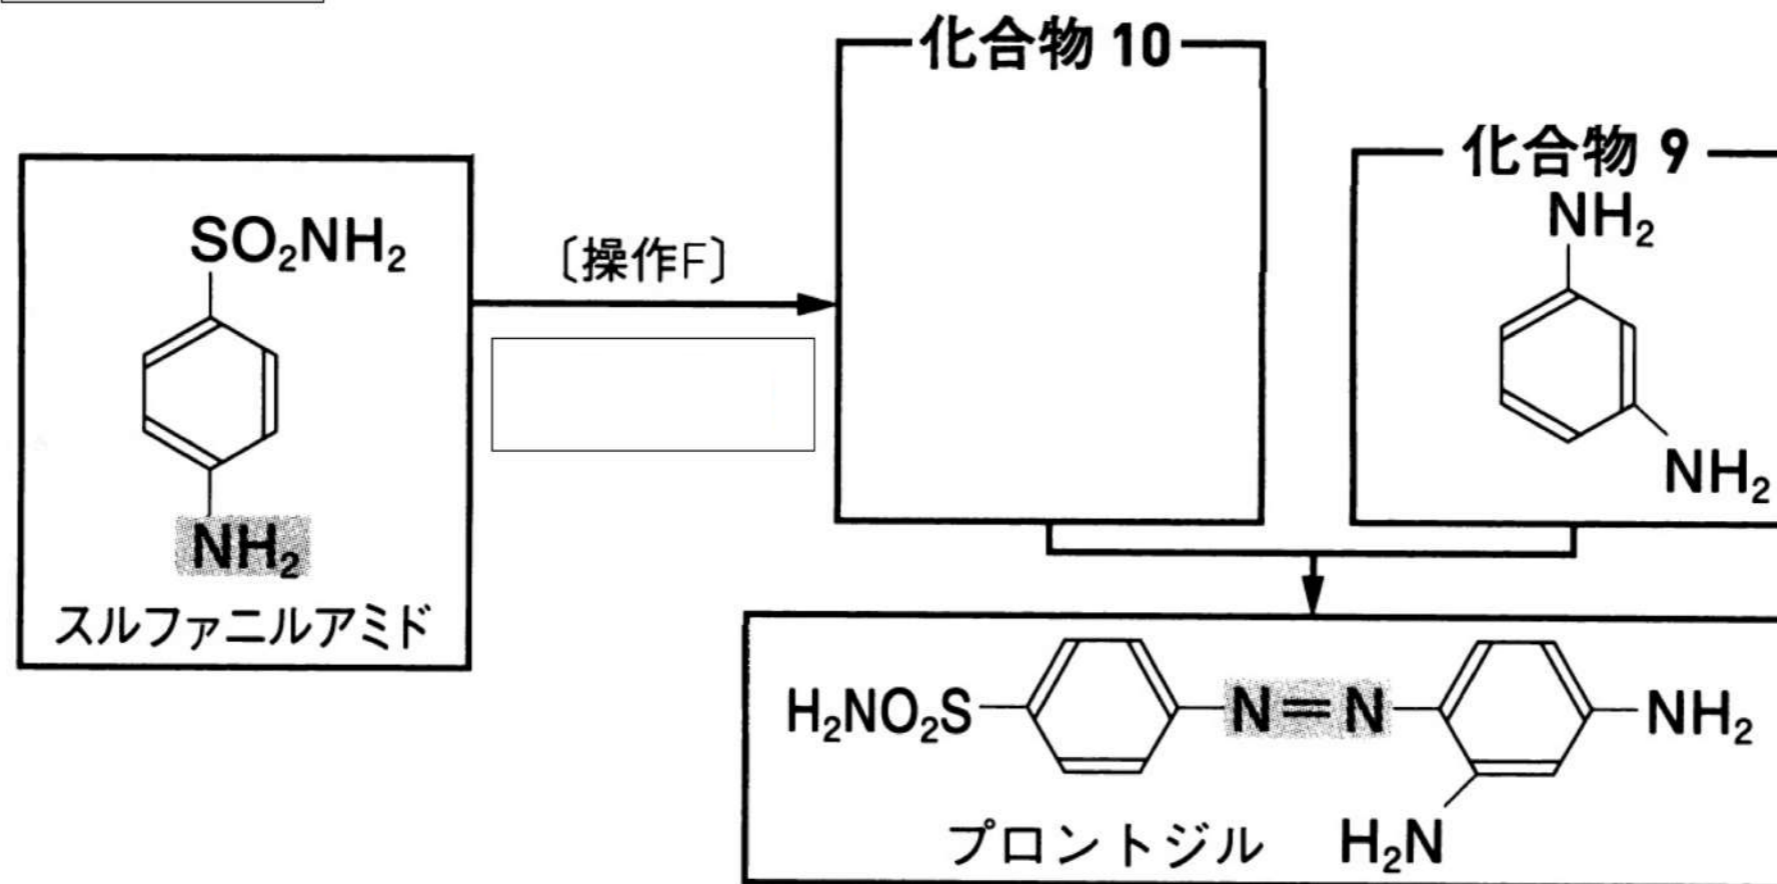 化合物 10
化合物 9
SO₂NH₂
NH₂
スルファニルアミド
〔操作F〕
NH₂
NH₂
H₂NO₂S
N=N
NH₂
H₂N
プロントジル